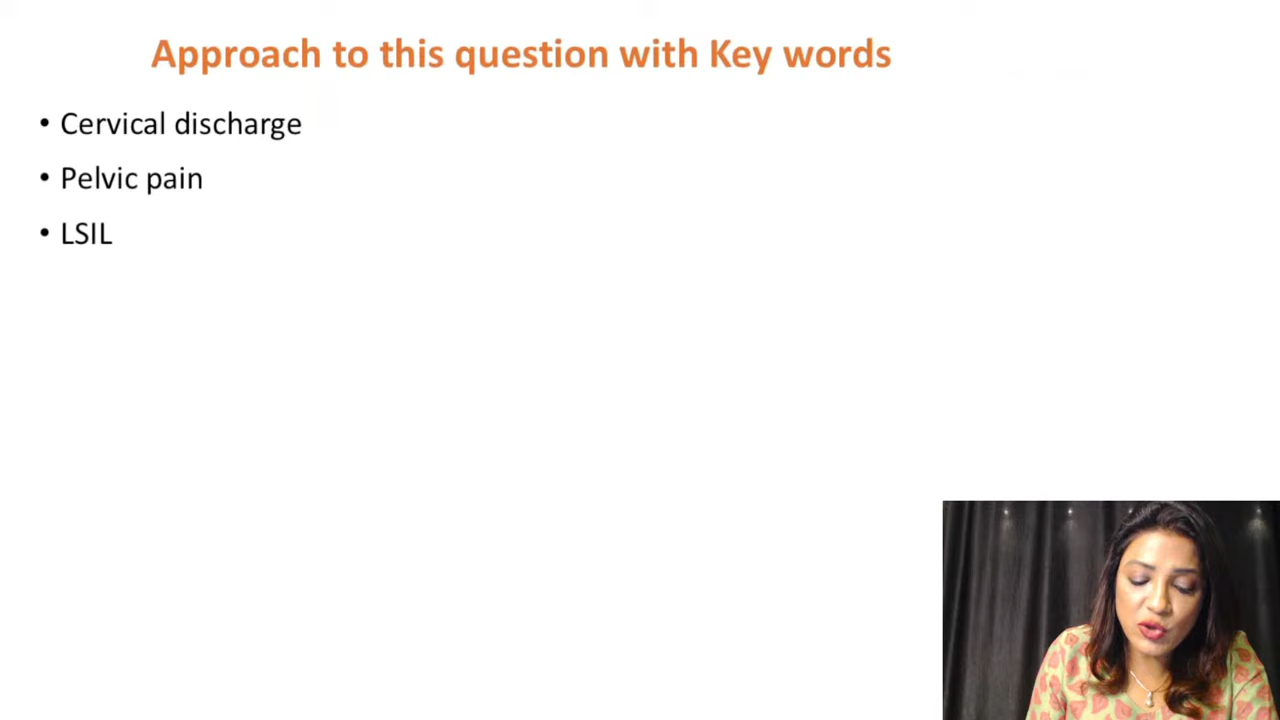 Approach to this question with Key words
• Cervical discharge
• Pelvic pain
• LSIL